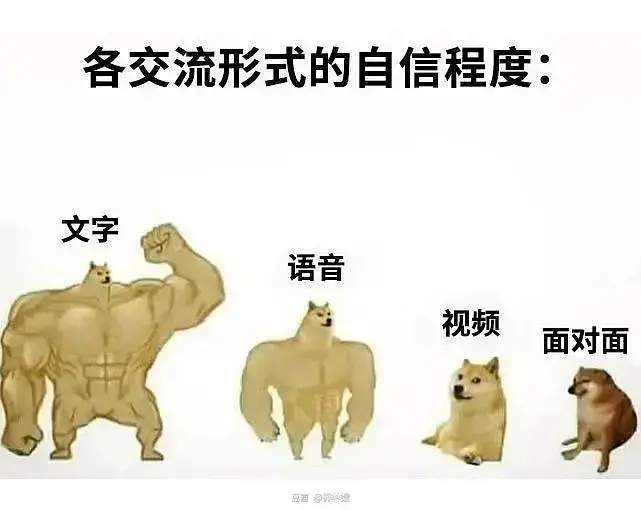 各交流形式的自信程度：
文字
语音
视频
面对面